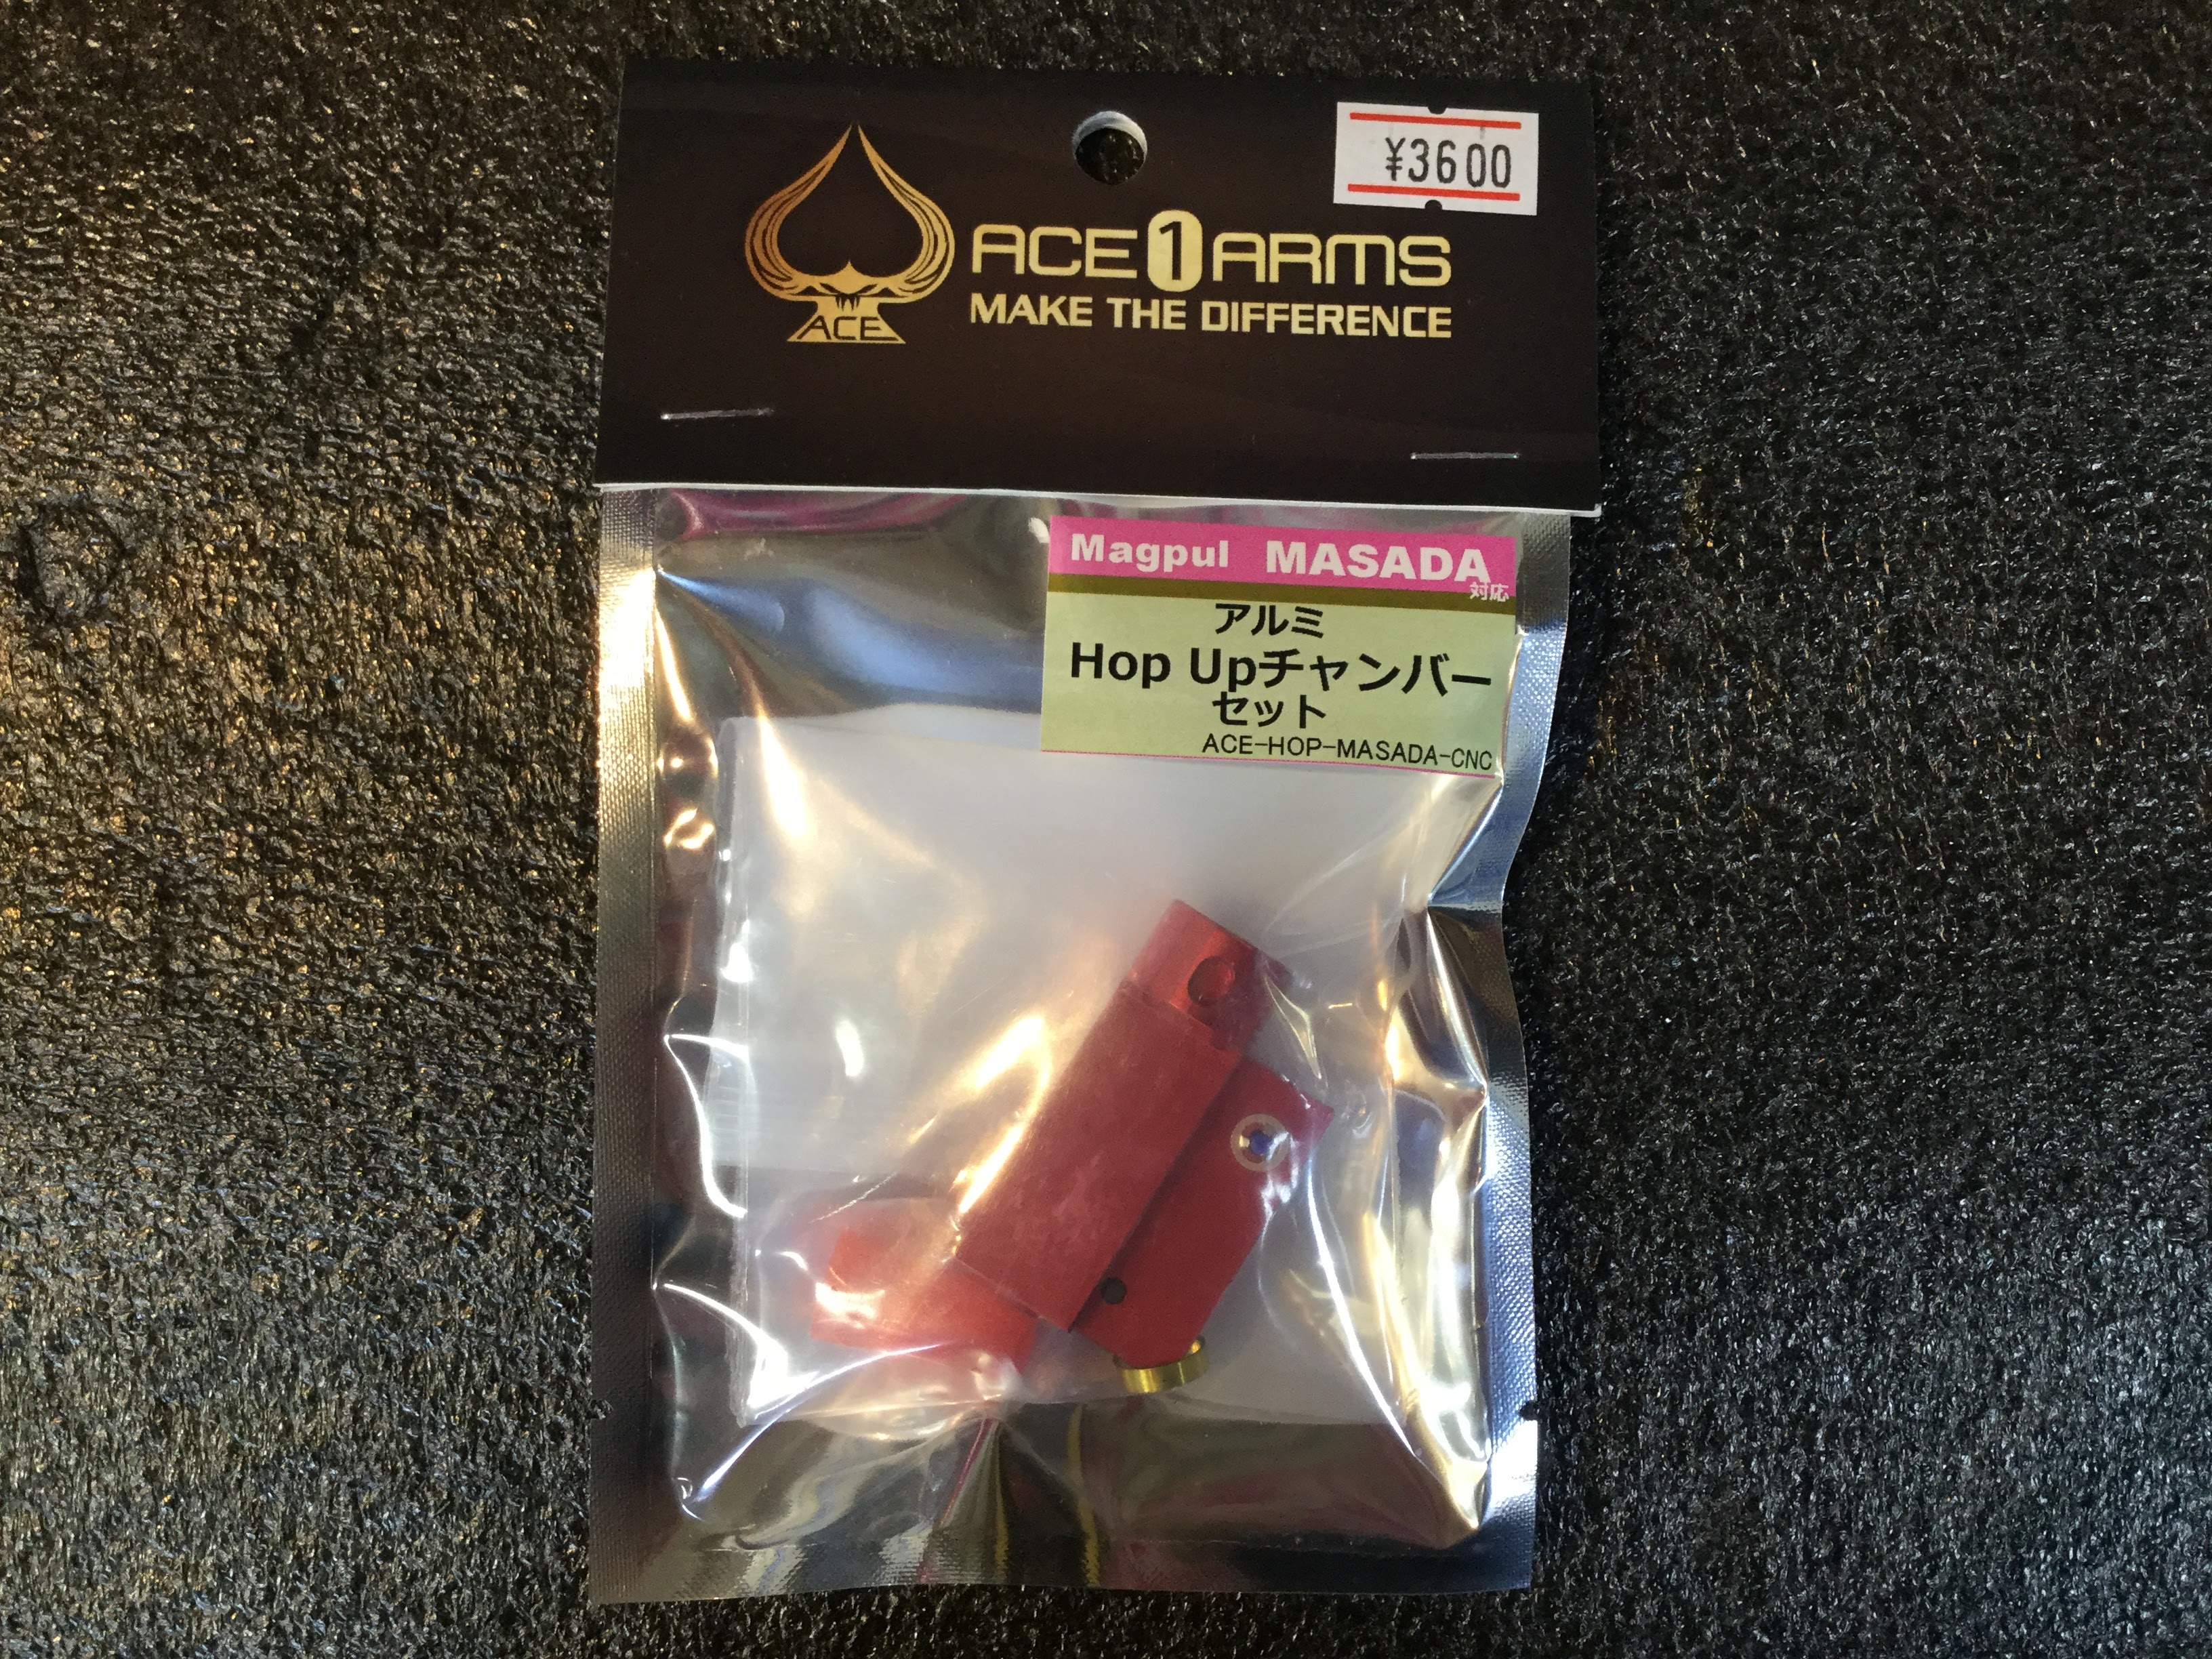 ¥3600
ACE 1 ARMS
MAKE THE DIFFERENCE
ACE
Magpul MASADA
対応
アルミ
Hop Upチャンバー
セット
ACE-HOP-MASADA-CNC